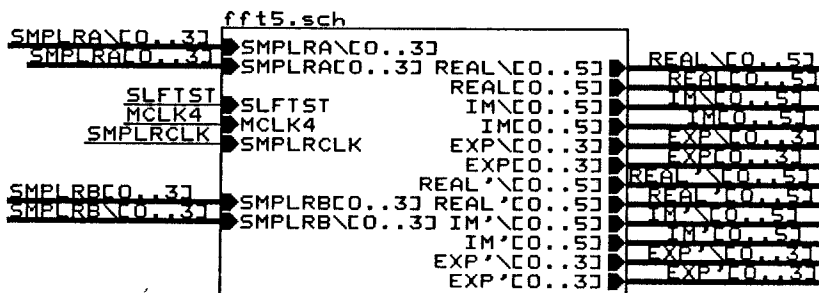 fft5.sch
SMPLRA\[0..3]
SMPLRA[0..3]
SLFTST
MCLK4
SMPLRCLK
SMPLRB[0..3]
SMPLRB\[0..3]
SMPLRA\[0..3]
SMPLRA[0..3]
SLFTST
MCLK4
SMPLRCLK
SMPLRB[0..3]
SMPLRB\[0..3]
REAL\[0..5]
REAL[0..5]
IM\[0..5]
IM[0..5]
EXP\[0..3]
EXP[0..3]
REAL'\[0..5]
REAL'[0..5]
IM'\[0..5]
IM'[0..5]
EXP'\[0..3]
EXP'[0..3]
REAL\[0..5]
REAL[0..5]
IM\[0..5]
IM[0..5]
EXP\[0..3]
EXP[0..3]
REAL'\[0..5]
REAL'[0..5]
IM'\[0..5]
IM'[0..5]
EXP'\[0..3]
EXP'[0..3]